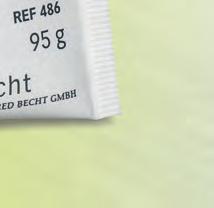 REF 486
95 g
cht
RED BECHT GMBH